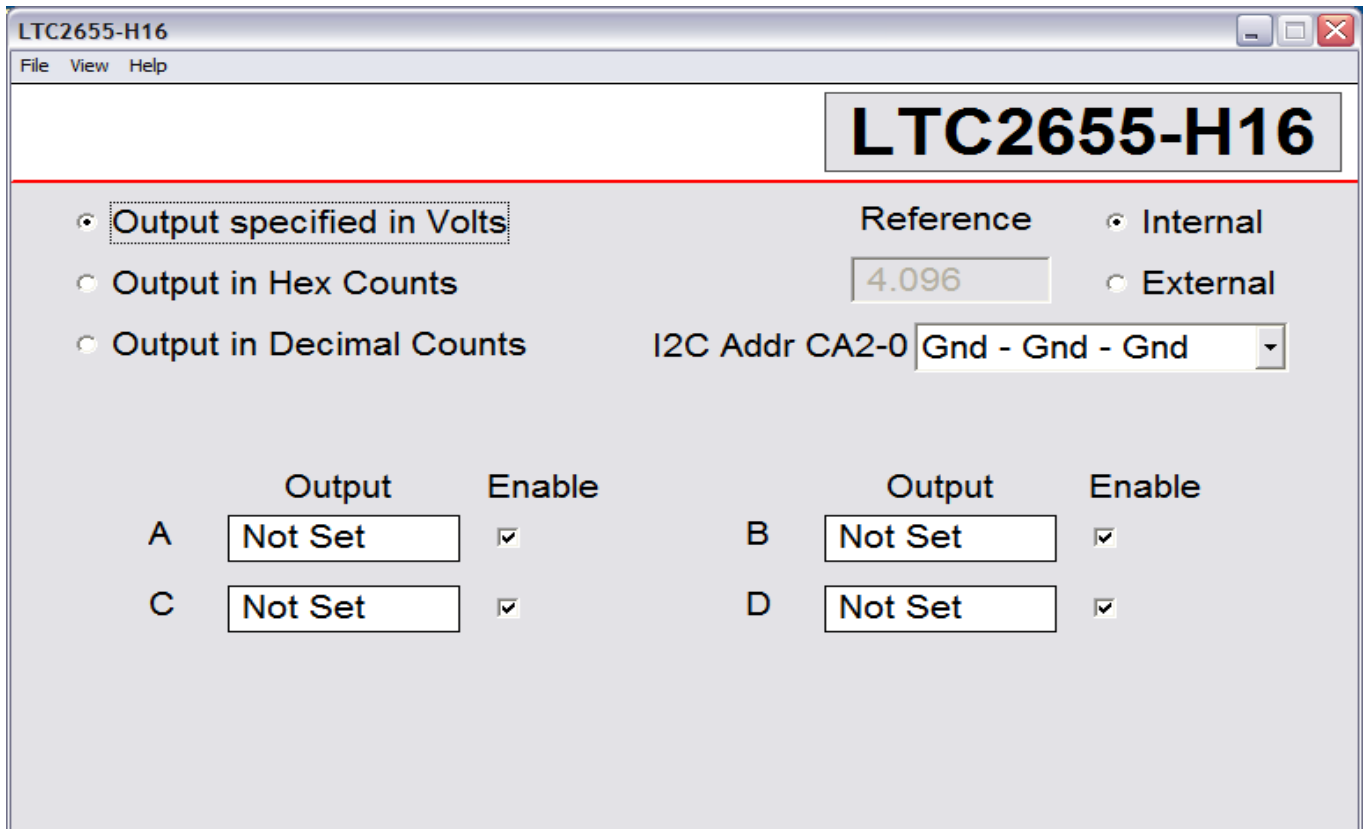 LTC2655-H16
File View Help
LTC2655-H16
Output specified in Volts
Reference
Internal
Output in Hex Counts
4.096
External
Output in Decimal Counts
I2C Addr CA2-0
Gnd - Gnd - Gnd
Output Enable Output Enable
A Not Set B Not Set
C Not Set D Not Set